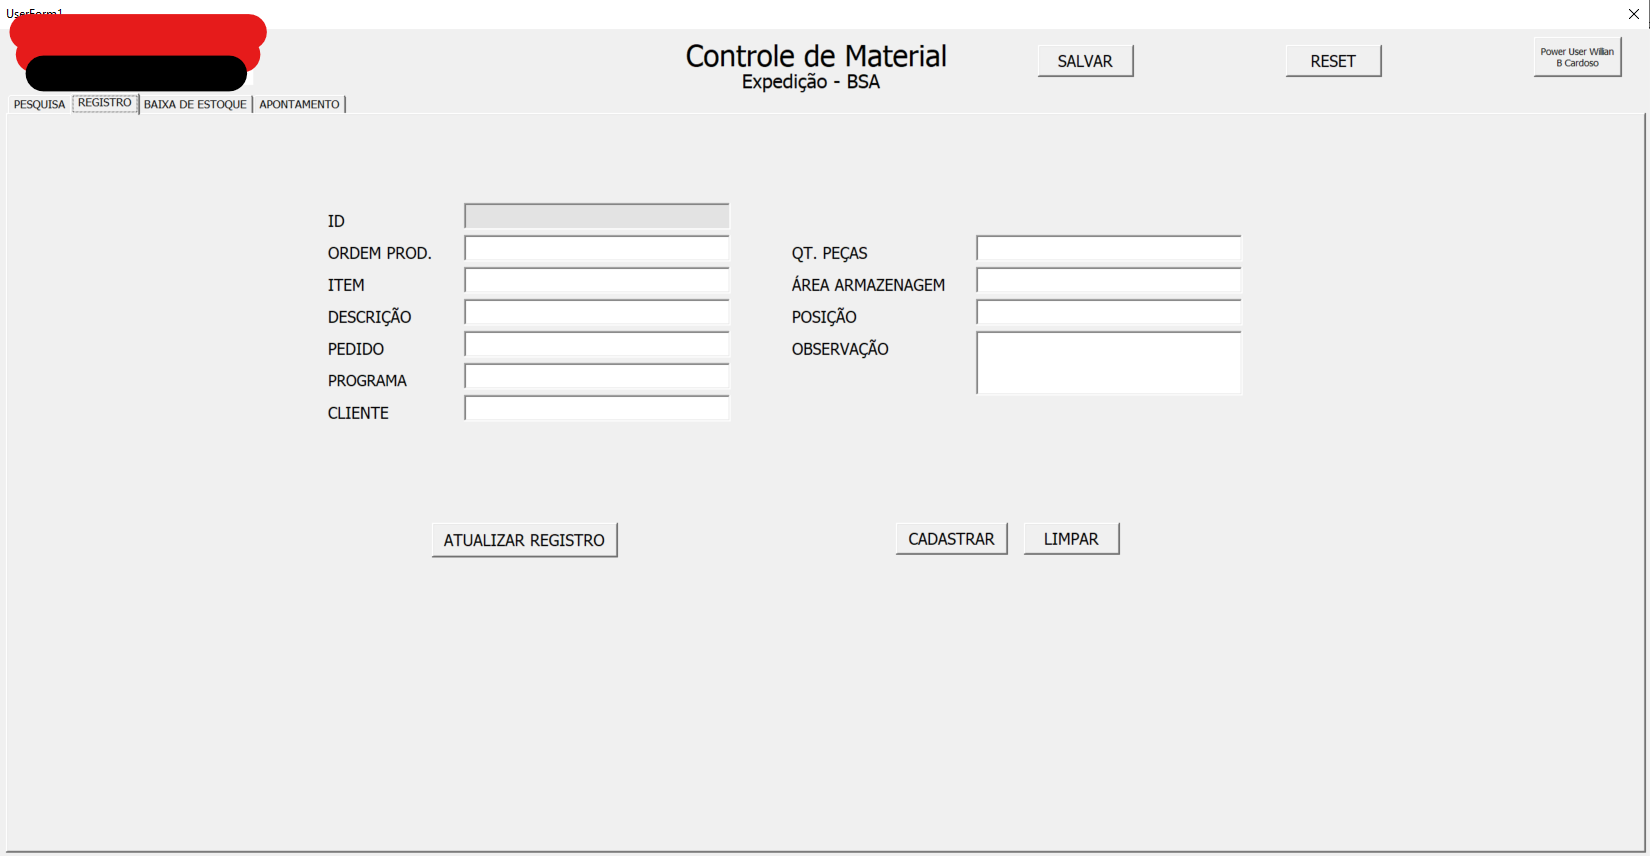 UserForm1
Controle de Material
Expedição - BSA
SALVAR
RESET
Power User Willian
B Cardoso
PESQUISA REGISTRO BAIXA DE ESTOQUE APONTAMENTO
ID
ORDEM PROD.
ITEM
DESCRIÇÃO
PEDIDO
PROGRAMA
CLIENTE
QT. PEÇAS
ÁREA ARMAZENAGEM
POSIÇÃO
OBSERVAÇÃO
ATUALIZAR REGISTRO
CADASTRAR
LIMPAR